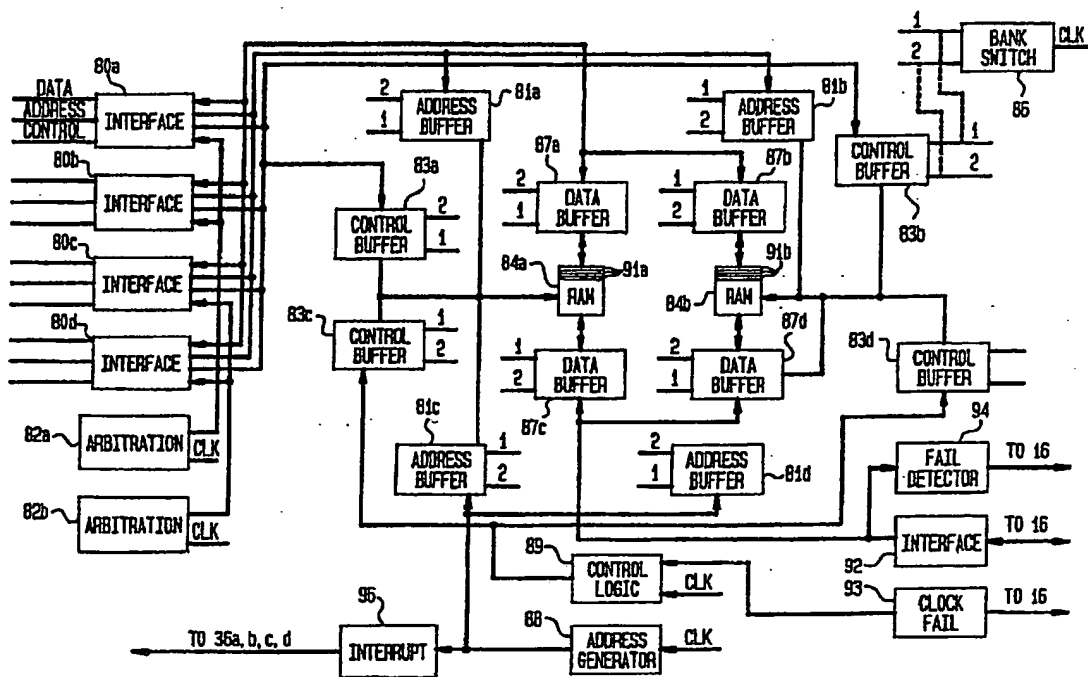 DATA
ADDRESS
CONTROL
80a
INTERFACE
80b
INTERFACE
80c
INTERFACE
80d
INTERFACE
82a
ARBITRATION
CLK
82b
ARBITRATION
CLK
2
1
ADDRESS
BUFFER
81a
83a
CONTROL
BUFFER
2
1
83c
CONTROL
BUFFER
1
2
87a
2
1
DATA
BUFFER
84a
91a
RAM
1
2
DATA
BUFFER
87c
81c
ADDRESS
BUFFER
1
2
1
2
ADDRESS
BUFFER
81b
87b
1
2
DATA
BUFFER
91b
84b
RAM
87d
2
1
DATA
BUFFER
2
1
ADDRESS
BUFFER
81d
1
2
BANK
SWITCH
CLK
CONTROL
BUFFER
1
2
83b
83d
CONTROL
BUFFER
94
FAIL
DETECTOR
TO 16
92
INTERFACE
TO 16
93
CLOCK
FAIL
TO 16
89
CONTROL
LOGIC
CLK
88
ADDRESS
GENERATOR
CLK
INTERRUPT
TO 36a, b, c, d